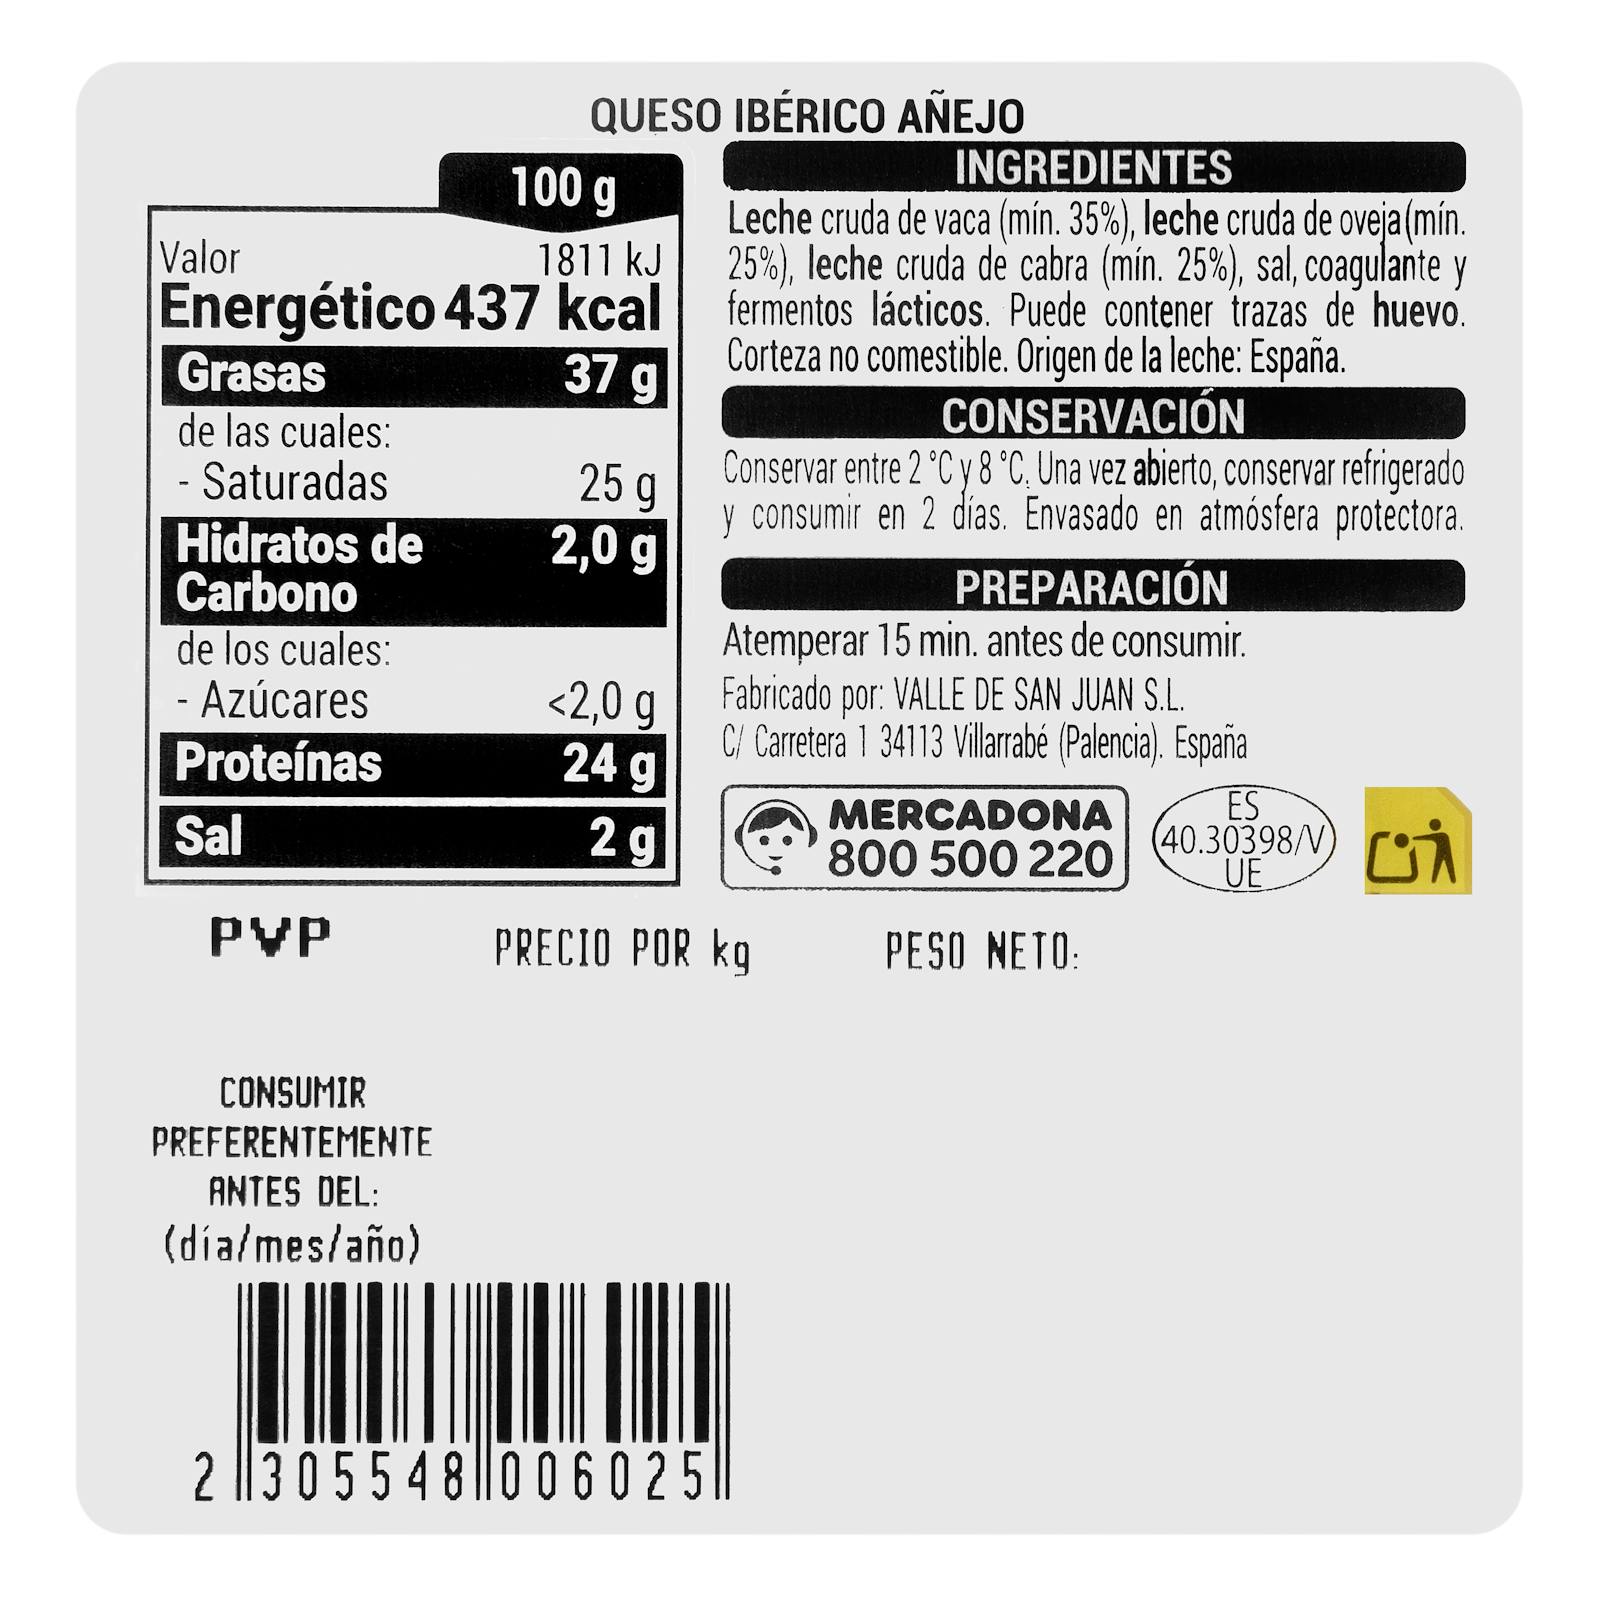 QUESO IBÉRICO AÑEJO
100 g
Valor 1811 kJ
Energético 437 kcal
Grasas 37 g
de las cuales:
- Saturadas 25 g
Hidratos de 2,0 g
Carbono
de los cuales:
- Azúcares <2,0 g
Proteínas 24 g
Sal 2 g
INGREDIENTES
Leche cruda de vaca (mín. 35%), leche cruda de oveja (mín.
25%), leche cruda de cabra (mín. 25%), sal, coagulante y
fermentos lácticos. Puede contener trazas de huevo.
Corteza no comestible. Origen de la leche: España.
CONSERVACIÓN
Conservar entre 2 °C y 8 °C. Una vez abierto, conservar refrigerado
y consumir en 2 días. Envasado en atmósfera protectora.
PREPARACIÓN
Atemperar 15 min. antes de consumir.
Fabricado por: VALLE DE SAN JUAN S.L.
C/ Carretera 1 34113 Villarrabé (Palencia). España
MERCADONA
800 500 220
ES
40.30398/V
UE
PVP PRECIO POR kg PESO NETO:
CONSUMIR
PREFERENTEMENTE
ANTES DEL:
(día/mes/año)
2 305548 006025